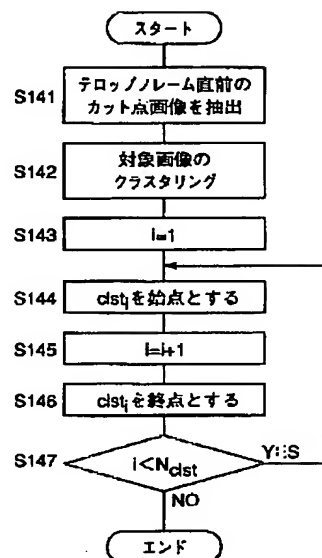 スタート
S141
テロップフレーム直前の
カット点画像を抽出
S142
対象画像の
クラスタリング
S143
i=1
S144
clstᵢを始点とする
S145
i=i+1
S146
clstᵢを終点とする
S147
i<N_clst
YES
NO
エンド